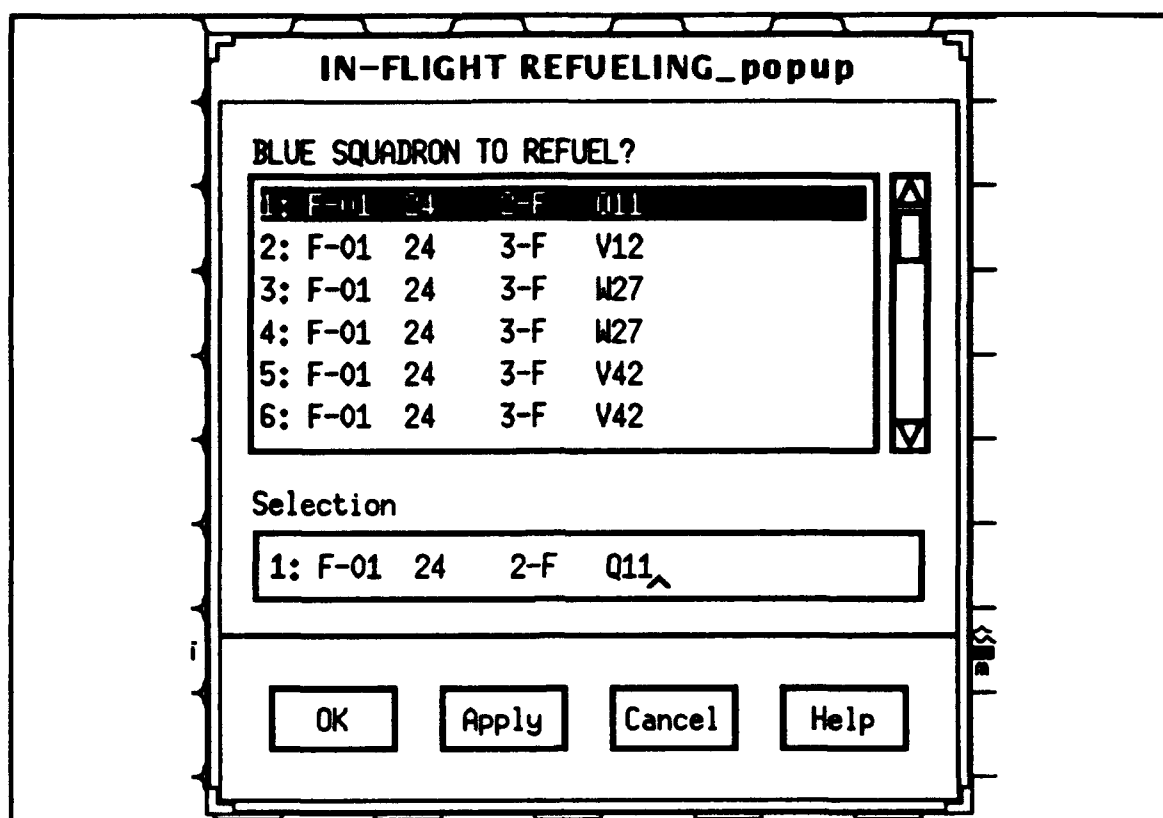 IN-FLIGHT REFUELING_popup
BLUE SQUADRON TO REFUEL?
1: F-01 24 2-F Q11
2: F-01 24 3-F V12
3: F-01 24 3-F W27
4: F-01 24 3-F W27
5: F-01 24 3-F V42
6: F-01 24 3-F V42
Selection
1: F-01 24 2-F Q11
OK Apply Cancel Help